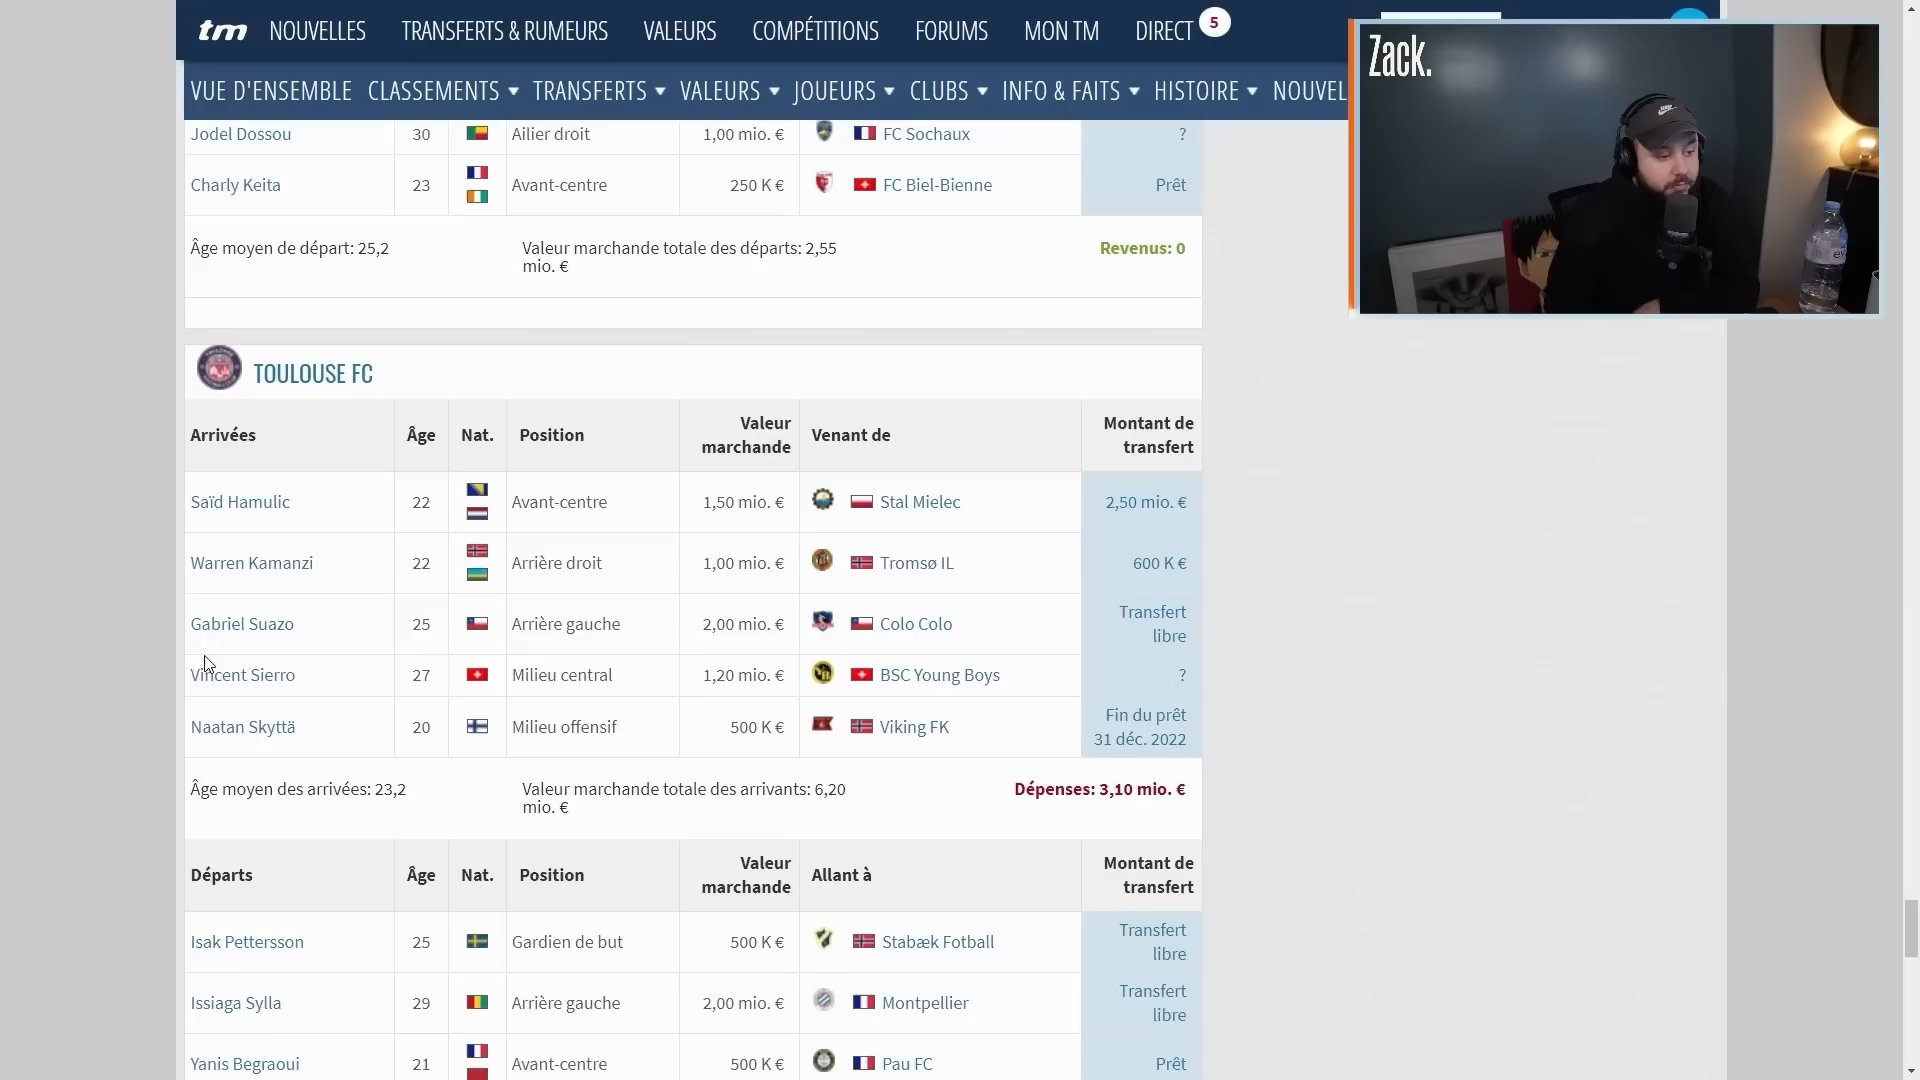 tm NOUVELLES TRANSFERTS & RUMEURS VALEURS COMPÉTITIONS FORUMS MON TM DIRECT 5
VUE D'ENSEMBLE CLASSEMENTS TRANSFERTS VALEURS JOUEURS CLUBS INFO & FAITS HISTOIRE NOUVEL
Zack.
Jodel Dossou 30 Ailier droit 1,00 mio. € FC Sochaux ?
Charly Keita 23 Avant-centre 250 K € FC Biel-Bienne Prêt
Âge moyen de départ: 25,2 Valeur marchande totale des départs: 2,55 Revenus: 0
mio. €
TOULOUSE FC
Arrivées Âge Nat. Position Valeur marchande Venant de Montant de transfert
Saïd Hamulic 22 Avant-centre 1,50 mio. € Stal Mielec 2,50 mio. €
Warren Kamanzi 22 Arrière droit 1,00 mio. € Tromsø IL 600 K €
Gabriel Suazo 25 Arrière gauche 2,00 mio. € Colo Colo Transfert libre
Vincent Sierro 27 Milieu central 1,20 mio. € BSC Young Boys ?
Naatan Skyttä 20 Milieu offensif 500 K € Viking FK Fin du prêt 31 déc. 2022
Âge moyen des arrivées: 23,2 Valeur marchande totale des arrivants: 6,20 Dépenses: 3,10 mio. €
mio. €
Départs Âge Nat. Position Valeur marchande Allant à Montant de transfert
Isak Pettersson 25 Gardien de but 500 K € Stabæk Fotball Transfert libre
Issiaga Sylla 29 Arrière gauche 2,00 mio. € Montpellier Transfert libre
Yanis Begraoui 21 Avant-centre 500 K € Pau FC Prêt